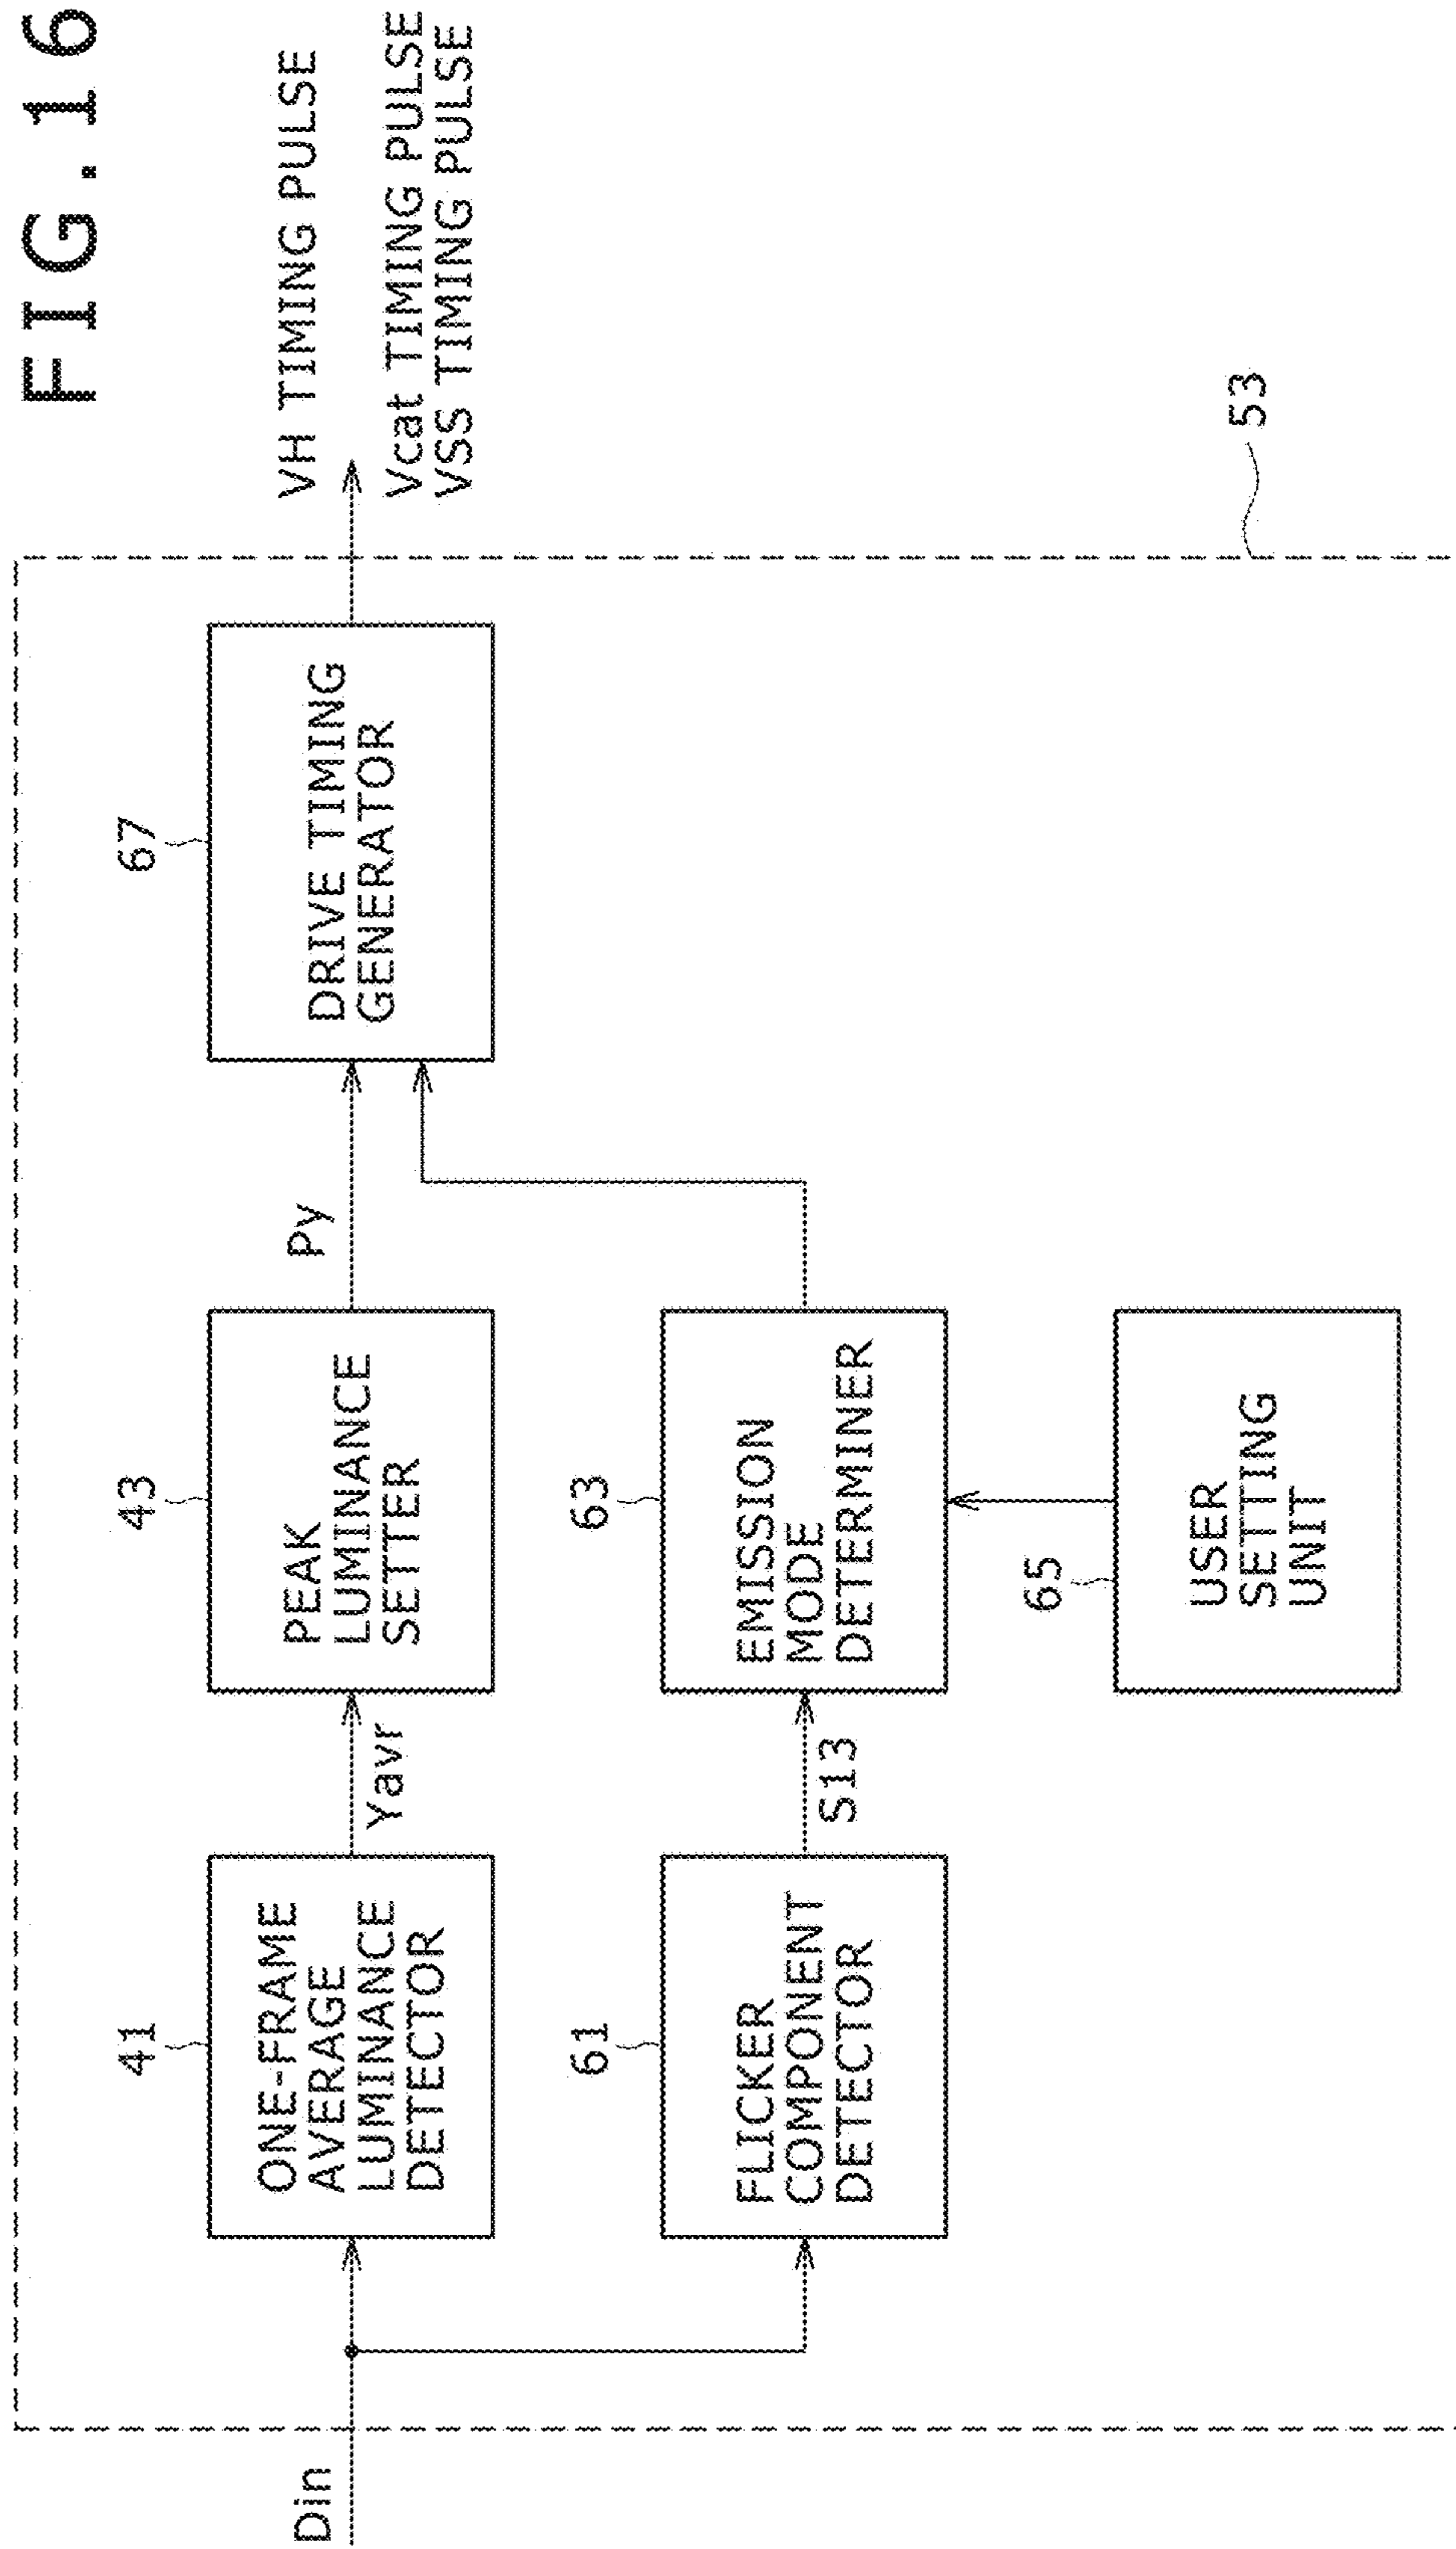 FIG.16
Din
41
ONE-FRAME
AVERAGE
LUMINANCE
DETECTOR
Yavr
43
PEAK
LUMINANCE
SETTER
Py
67
DRIVE TIMING
GENERATOR
VH TIMING PULSE
Vcat TIMING PULSE
VSS TIMING PULSE
61
FLICKER
COMPONENT
DETECTOR
S13
63
EMISSION
MODE
DETERMINER
65
USER
SETTING
UNIT
53